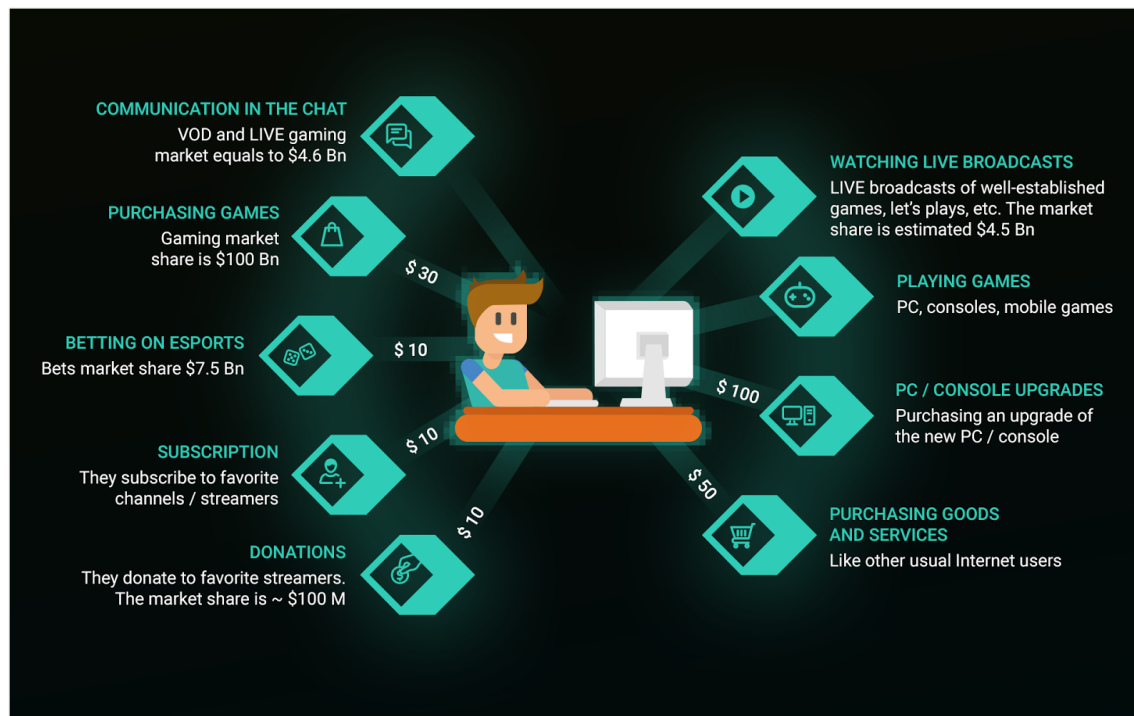 COMMUNICATION IN THE CHAT
VOD and LIVE gaming
market equals to $4.6 Bn
PURCHASING GAMES
Gaming market
share is $100 Bn
$ 30
BETTING ON ESPORTS
Bets market share $7.5 Bn
$ 10
SUBSCRIPTION
They subscribe to favorite
channels / streamers
$ 10
DONATIONS
They donate to favorite streamers.
The market share is ~ $100 M
$ 10
WATCHING LIVE BROADCASTS
LIVE broadcasts of well-established
games, let's plays, etc. The market
share is estimated $4.5 Bn
PLAYING GAMES
PC, consoles, mobile games
$ 100
PC / CONSOLE UPGRADES
Purchasing an upgrade of
the new PC / console
$ 50
PURCHASING GOODS
AND SERVICES
Like other usual Internet users